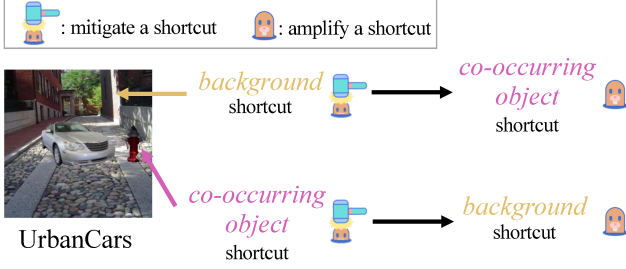 : mitigate a shortcut
: amplify a shortcut
background
shortcut
co-occurring
object
shortcut
co-occurring
object
shortcut
background
shortcut
UrbanCars